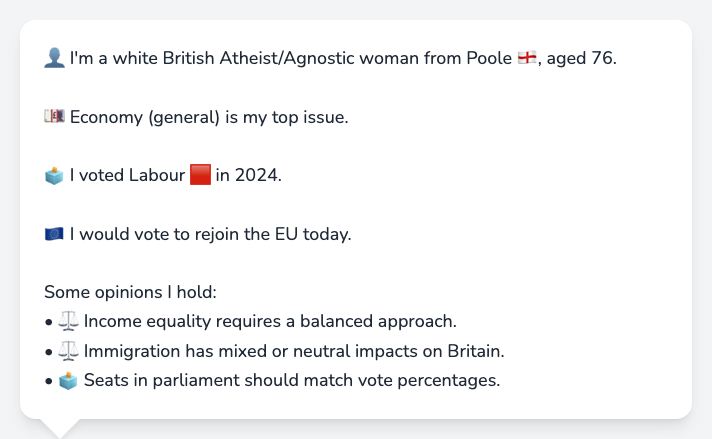 👤 I'm a white British Atheist/Agnostic woman from Poole 🏴󠁧󠁢󠁥󠁮󠁧󠁿, aged 76.
💷 Economy (general) is my top issue.
🗳️ I voted Labour 🟥 in 2024.
🇪🇺 I would vote to rejoin the EU today.
Some opinions I hold:
• ⚖️ Income equality requires a balanced approach.
• ⚖️ Immigration has mixed or neutral impacts on Britain.
• 🗳️ Seats in parliament should match vote percentages.